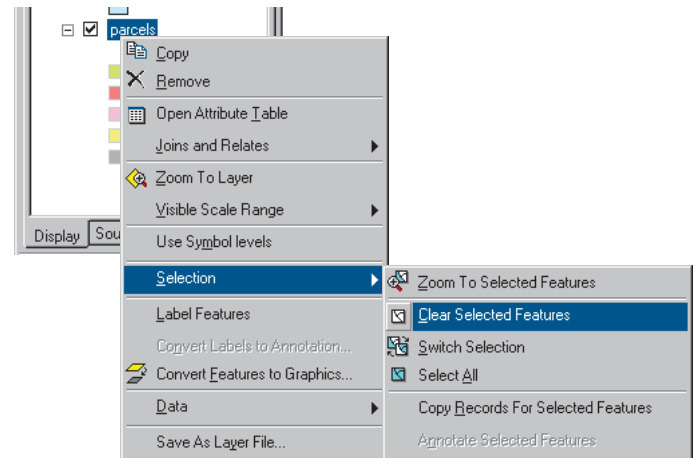 parcels
Copy
Remove
Open Attribute Table
Joins and Relates
Zoom To Layer
Visible Scale Range
Use Symbol levels
Selection
Label Features
Convert Labels to Annotation...
Convert Features to Graphics...
Data
Save As Layer File...
Display
Sou
Zoom To Selected Features
Clear Selected Features
Switch Selection
Select All
Copy Records For Selected Features
Annotate Selected Features